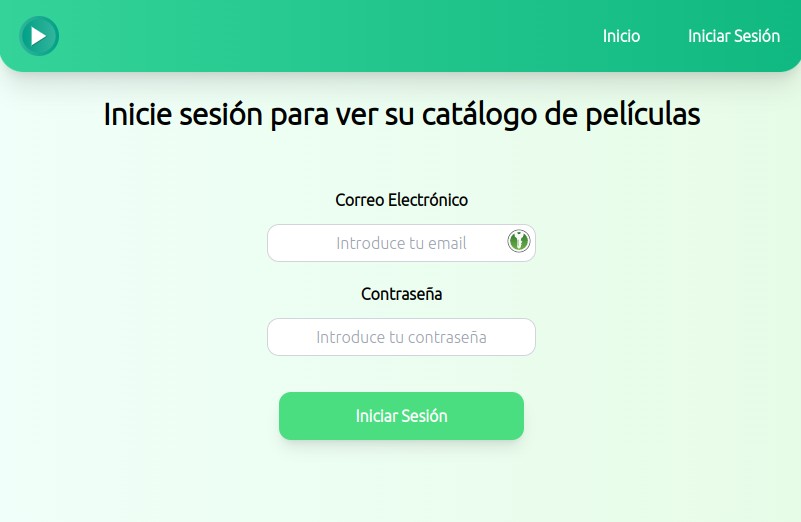 Inicio
Iniciar Sesión
Inicie sesión para ver su catálogo de películas
Correo Electrónico
Introduce tu email
Contraseña
Introduce tu contraseña
Iniciar Sesión